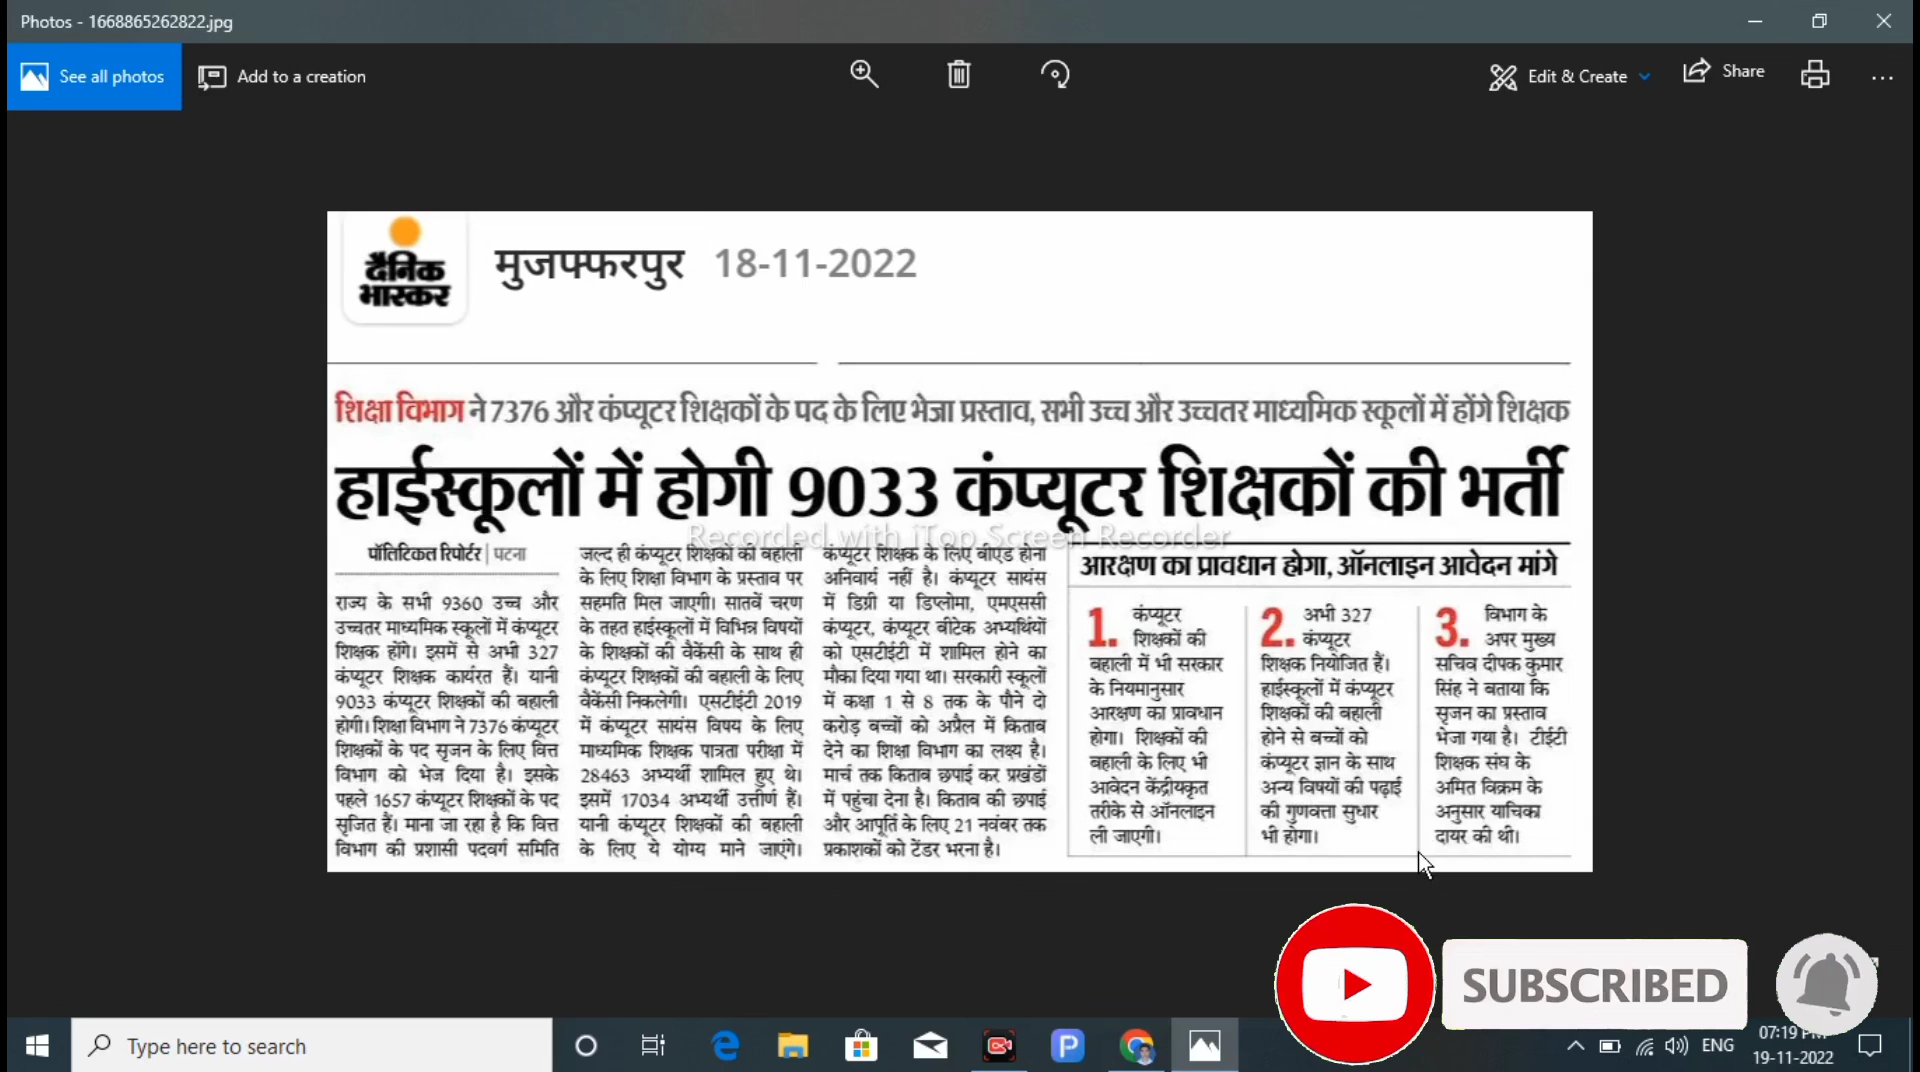 Photos - 1668865262822.jpg
See all photos
Add to a creation
Edit & Create
Share
दैनिक
भास्कर
मुजफ्फरपुर 18-11-2022
शिक्षा विभाग ने 7376 और कंप्यूटर शिक्षकों के पद के लिए भेजा प्रस्ताव, सभी उच्च और उच्चतर माध्यमिक स्कूलों में होंगे शिक्षक
हाईस्कूलों में होगी 9033 कंप्यूटर शिक्षकों की भर्ती
Recorded with iTop Screen Recorder
पॉलिटिकल रिपोर्टर | पटना
राज्य के सभी 9360 उच्च और
उच्चतर माध्यमिक स्कूलों में कंप्यूटर
शिक्षक होंगे। इसमें से अभी 327
कंप्यूटर शिक्षक कार्यरत हैं। यानी
9033 कंप्यूटर शिक्षकों की बहाली
होगी। शिक्षा विभाग ने 7376 कंप्यूटर
शिक्षकों के पद सृजन के लिए वित्त
विभाग को भेज दिया है। इसके
पहले 1657 कंप्यूटर शिक्षकों के पद
सृजित हैं। माना जा रहा है कि वित्त
विभाग की प्रशासी पदवर्ग समिति
जल्द ही कंप्यूटर शिक्षकों की बहाली
के लिए शिक्षा विभाग के प्रस्ताव पर
सहमति मिल जाएगी। सातवें चरण
के तहत हाईस्कूलों में विभिन्न विषयों
के शिक्षकों की वैकेंसी के साथ ही
कंप्यूटर शिक्षकों की बहाली के लिए
वैकेंसी निकलेगी। एसटीईटी 2019
में कंप्यूटर सायंस विषय के लिए
माध्यमिक शिक्षक पात्रता परीक्षा में
28463 अभ्यर्थी शामिल हुए थे।
इसमें 17034 अभ्यर्थी उत्तीर्ण हैं।
यानी कंप्यूटर शिक्षकों की बहाली
के लिए ये योग्य माने जाएंगे।
कंप्यूटर शिक्षक के लिए बीएड होना
अनिवार्य नहीं है। कंप्यूटर सायंस
में डिग्री या डिप्लोमा, एमएससी
कंप्यूटर, कंप्यूटर बीटेक अभ्यर्थियों
को एसटीईटी में शामिल होने का
मौका दिया गया था। सरकारी स्कूलों
में कक्षा 1 से 8 तक के पौने दो
करोड़ बच्चों को अप्रैल में किताब
देने का शिक्षा विभाग का लक्ष्य है।
मार्च तक किताब छपाई कर प्रखंडों
में पहुंचा देना है। किताब की छपाई
और आपूर्ति के लिए 21 नवंबर तक
प्रकाशकों को टेंडर भरना है।
आरक्षण का प्रावधान होगा, ऑनलाइन आवेदन मांगे
1. कंप्यूटर
शिक्षकों की
बहाली में भी सरकार
के नियमानुसार
आरक्षण का प्रावधान
होगा। शिक्षकों की
बहाली के लिए भी
आवेदन केंद्रीयकृत
तरीके से ऑनलाइन
ली जाएगी।
2. अभी 327
कंप्यूटर
शिक्षक नियोजित हैं।
हाईस्कूलों में कंप्यूटर
शिक्षकों की बहाली
होने से बच्चों को
कंप्यूटर ज्ञान के साथ
अन्य विषयों की पढ़ाई
की गुणवत्ता सुधार
भी होगा।
3. विभाग के
अपर मुख्य
सचिव दीपक कुमार
सिंह ने बताया कि
सृजन का प्रस्ताव
भेजा गया है। टीईटी
शिक्षक संघ के
अमित विक्रम के
अनुसार याचिका
दायर की थी।
SUBSCRIBED
Type here to search
ENG
07:19 PM
19-11-2022